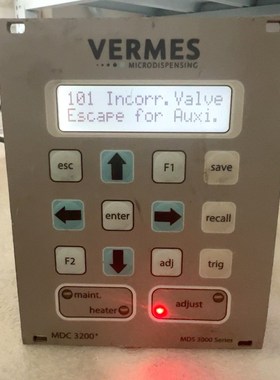 VERMES
MICRODISPENSING
101 Incorr.Valve
Escape for Auxi.
esc
F1
save
enter
recall
F2
adj
trig
maint.
heater
adjust
MDC 3200+
MDS 3000 Series